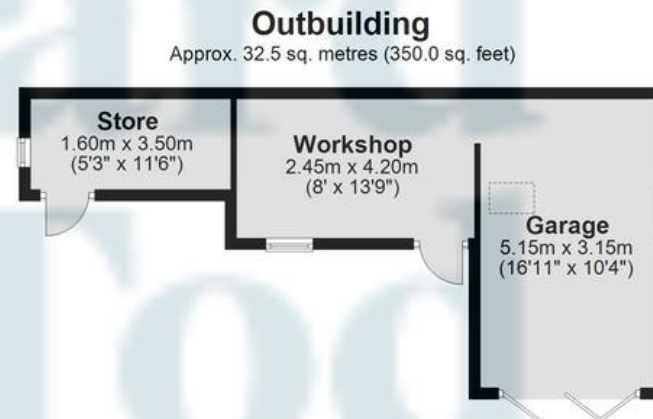 Outbuilding
Approx. 32.5 sq. metres (350.0 sq. feet)
Store
1.60m x 3.50m
(5'3" x 11'6")
Workshop
2.45m x 4.20m
(8' x 13'9")
Garage
5.15m x 3.15m
(16'11" x 10'4")